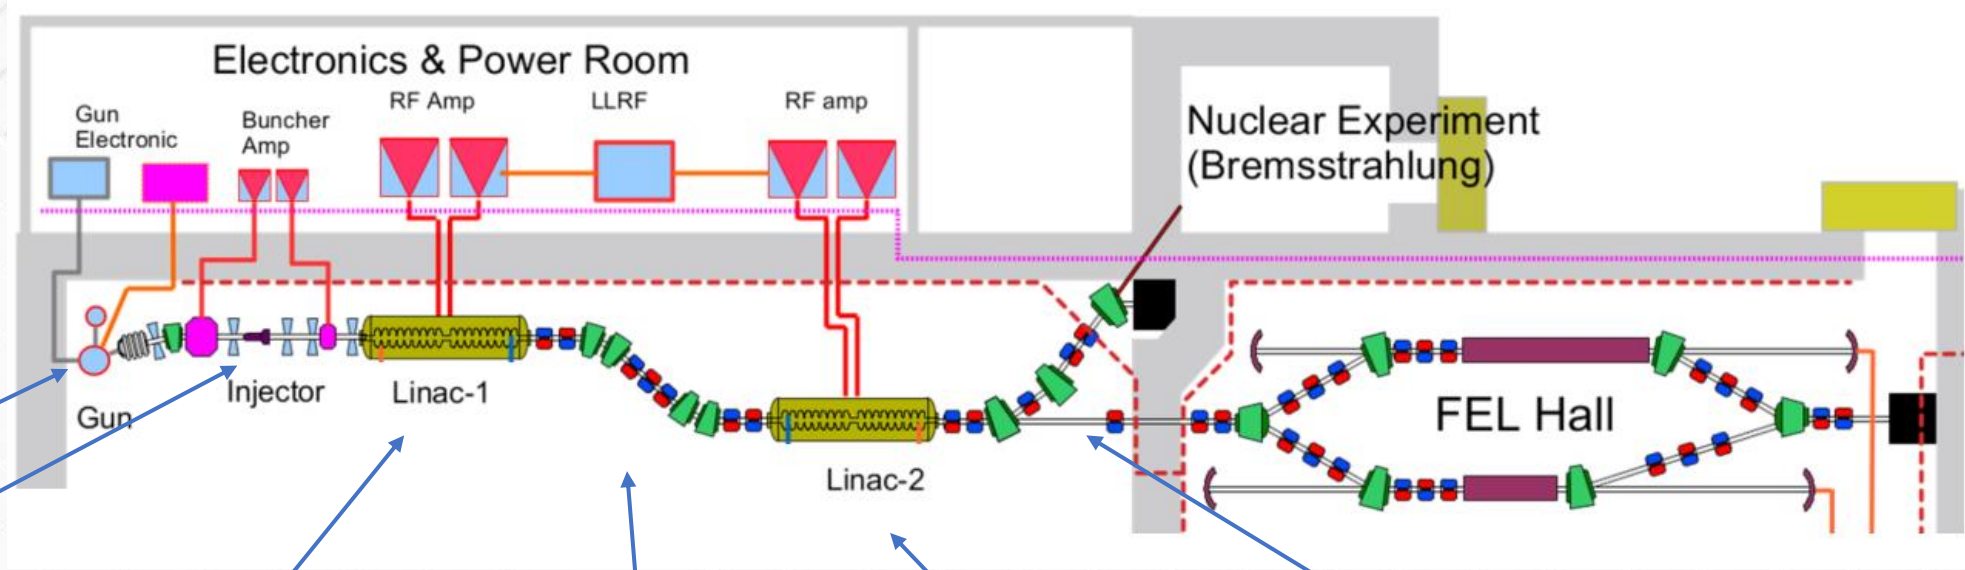 Electronics & Power Room
Gun
Electronic
Buncher
Amp
RF Amp
LLRF
RF amp
Nuclear Experiment
(Bremsstrahlung)
Gun
Injector
Linac-1
Linac-2
FEL Hall